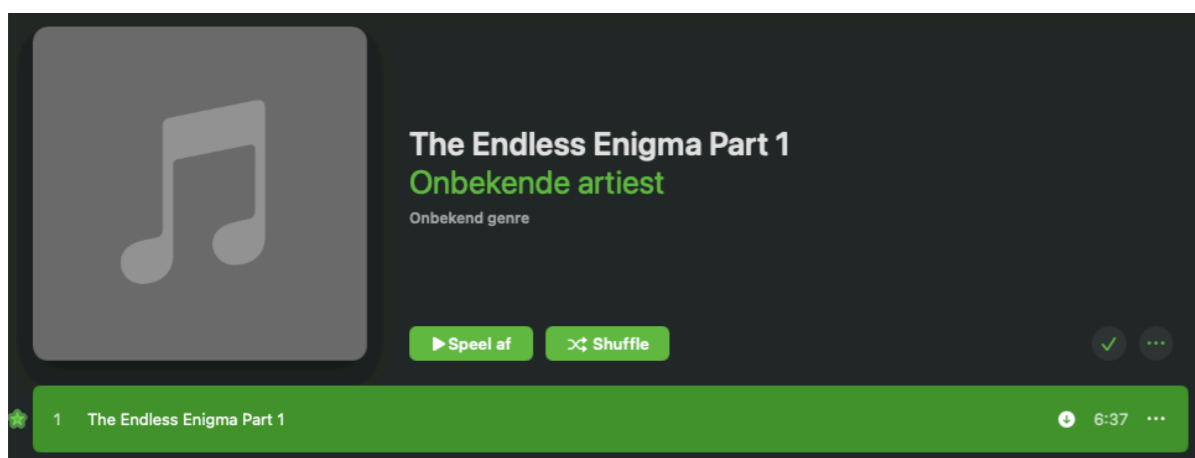 The Endless Enigma Part 1
Onbekende artiest
Onbekend genre
Speel af
Shuffle
1 The Endless Enigma Part 1 6:37